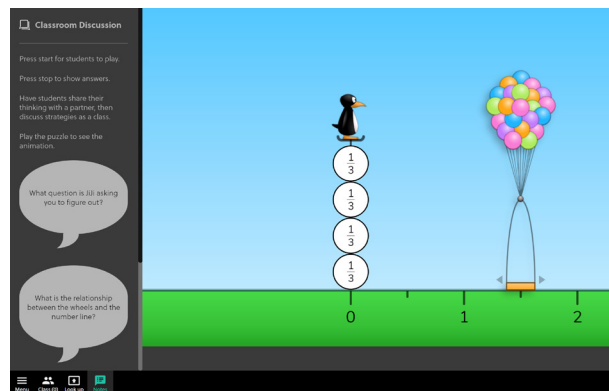 Classroom Discussion
Press start for students to play.
Press stop to show answers.
Have students share their
thinking with a partner, then
discuss strategies as a class.
Play the puzzle to see the
animation.
What question is Jiji asking
you to figure out?
What is the relationship
between the wheels and the
number line?
1
3
1
3
1
3
1
3
0
1
2
Menu
Class (0)
Look up
Notes